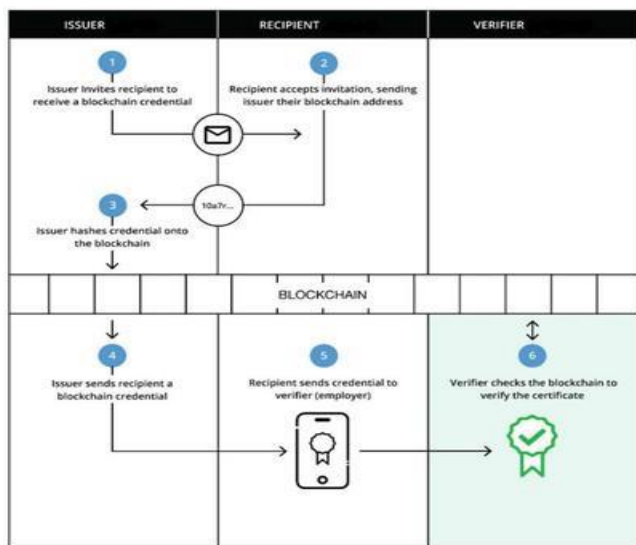 ISSUER
RECIPIENT
VERIFIER
1
Issuer Invites recipient to
receive a blockchain credential
2
Recipient accepts invitation, sending
issuer their blockchain address
10a7r...
3
Issuer hashes credential onto
the blockchain
BLOCKCHAIN
4
Issuer sends recipient a
blockchain credential
5
Recipient sends credential to
verifier (employer)
6
Verifier checks the blockchain to
verify the certificate